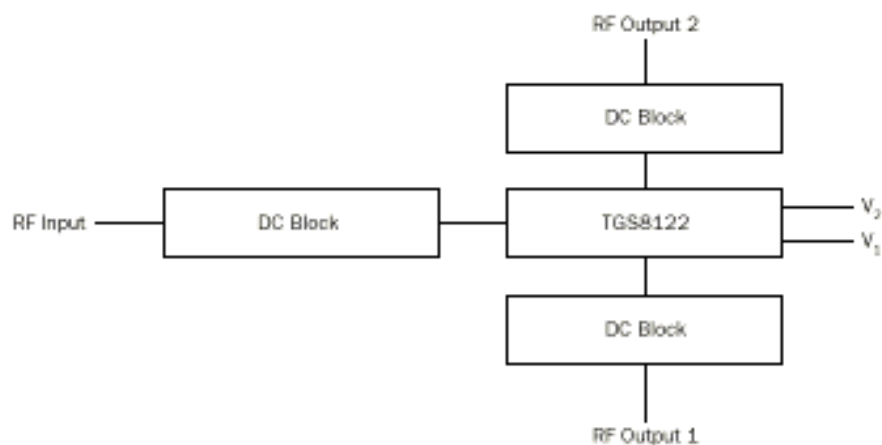 RF Output 2
DC Block
RF Input
DC Block
TGS8122
V2
V1
DC Block
RF Output 1